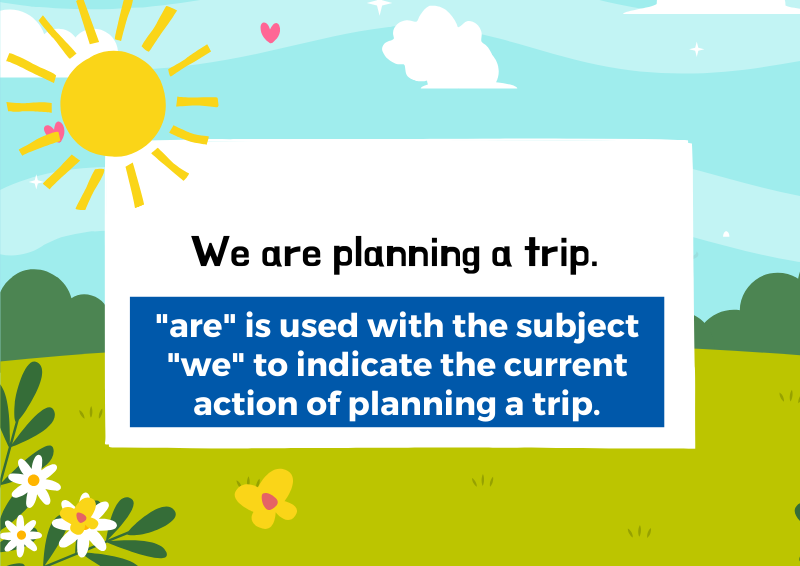 We are planning a trip.
"are" is used with the subject
"we" to indicate the current
action of planning a trip.